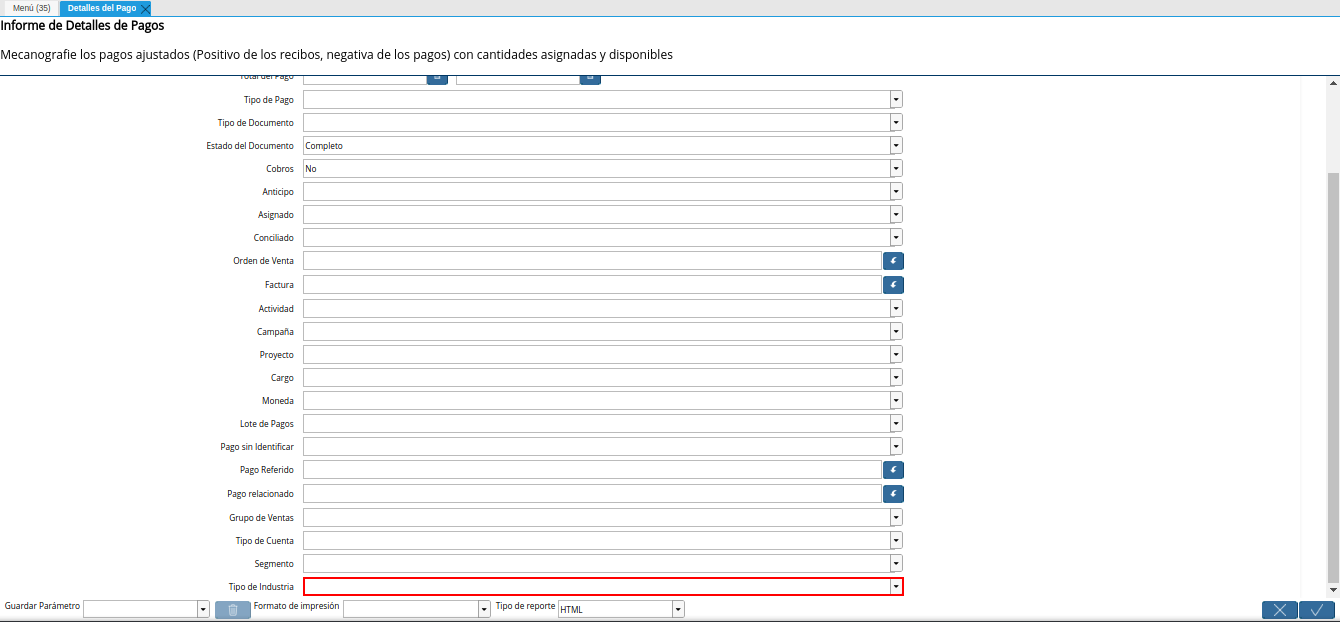 Menú (35)
Detalles del Pago
Informe de Detalles de Pagos
Mecanografie los pagos ajustados (Positivo de los recibos, negativa de los pagos) con cantidades asignadas y disponibles
Total del Pago
Tipo de Pago
Tipo de Documento
Estado del Documento Completo
Cobros No
Anticipo
Asignado
Conciliado
Orden de Venta
Factura
Actividad
Campaña
Proyecto
Cargo
Moneda
Lote de Pagos
Pago sin Identificar
Pago Referido
Pago relacionado
Grupo de Ventas
Tipo de Cuenta
Segmento
Tipo de Industria
Guardar Parámetro Formato de impresión Tipo de reporte HTML